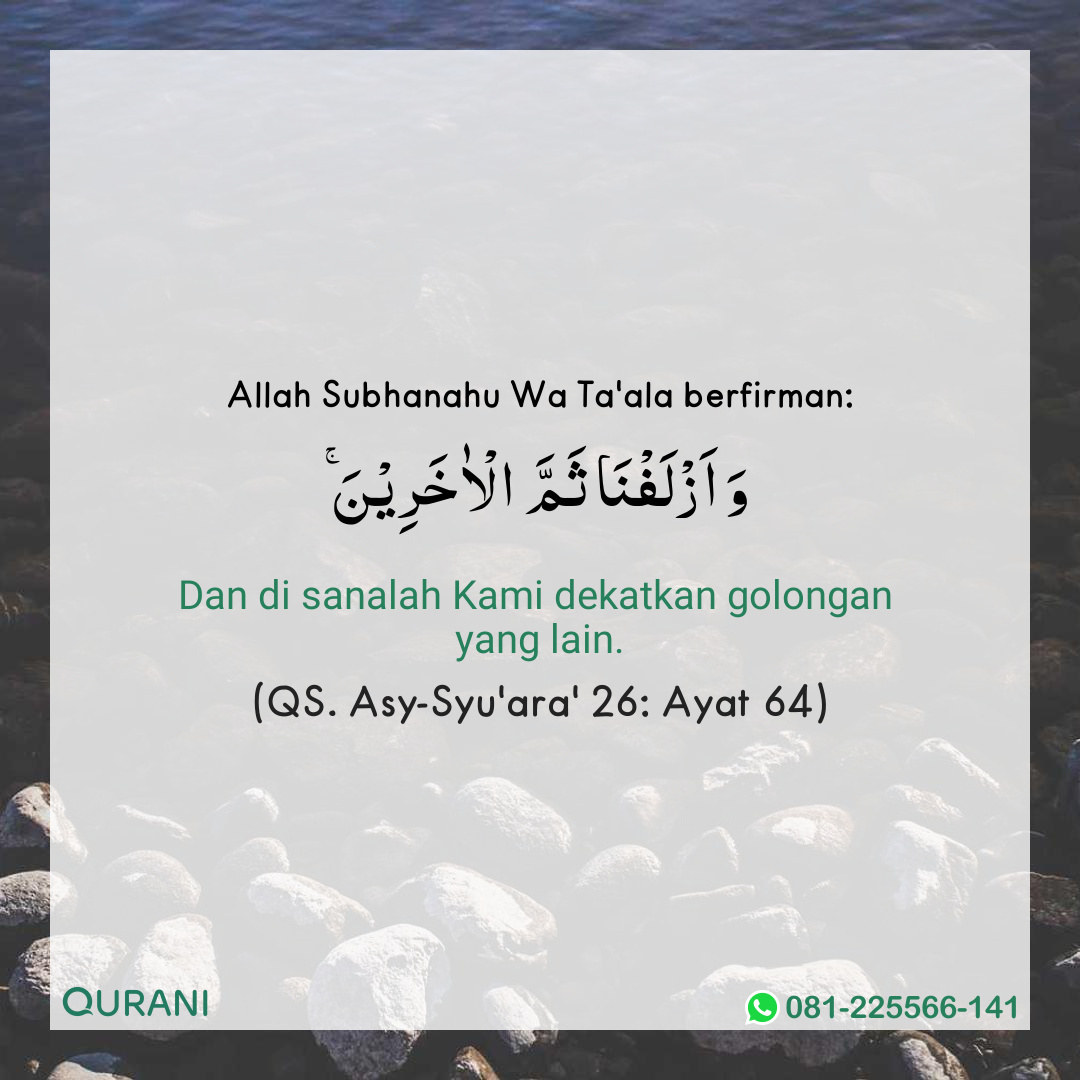 Allah Subhanahu Wa Ta'ala berfirman:
وَاَزْلَفْنَا ثَمَّ الْاٰخَرِيْنَ ۚ
Dan di sanalah Kami dekatkan golongan
yang lain.
(QS. Asy-Syu'ara' 26: Ayat 64)
QURANI
081-225566-141